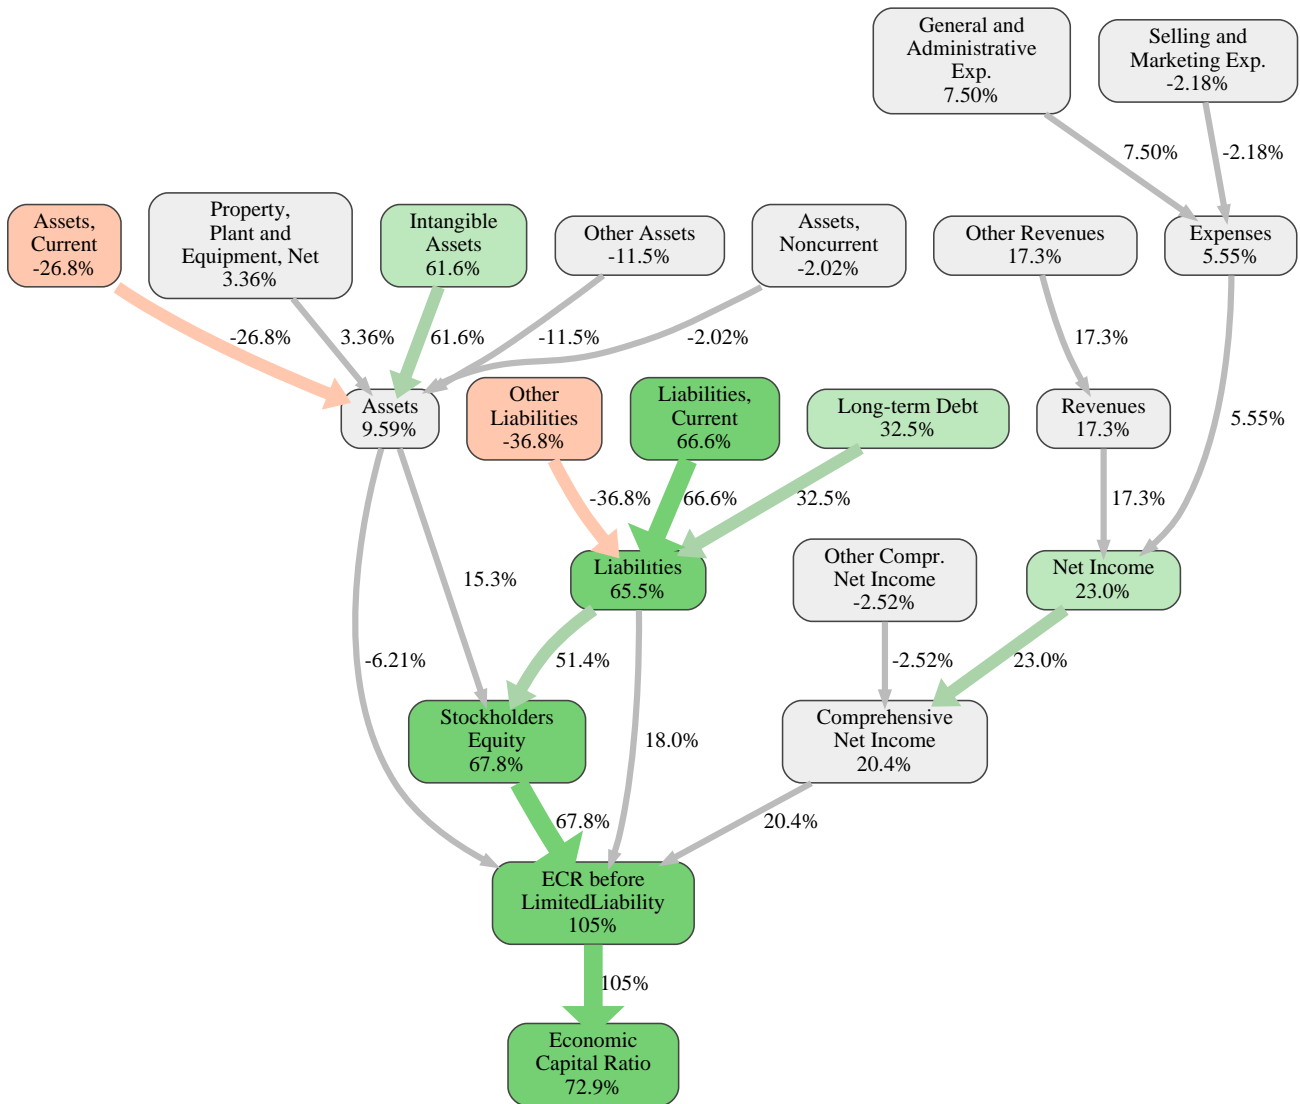 General and
Administrative
Exp.
7.50%
Selling and
Marketing Exp.
-2.18%
7.50%
-2.18%
Assets,
Current
-26.8%
Property,
Plant and
Equipment, Net
3.36%
Intangible
Assets
61.6%
Other Assets
-11.5%
Assets,
Noncurrent
-2.02%
Other Revenues
17.3%
Expenses
5.55%
-26.8%
3.36%
61.6%
-11.5%
-2.02%
17.3%
5.55%
Assets
9.59%
Other
Liabilities
-36.8%
Liabilities,
Current
66.6%
Long-term Debt
32.5%
Revenues
17.3%
-36.8%
66.6%
32.5%
17.3%
Liabilities
65.5%
Other Compr.
Net Income
-2.52%
Net Income
23.0%
15.3%
-6.21%
51.4%
-2.52%
23.0%
Stockholders
Equity
67.8%
18.0%
Comprehensive
Net Income
20.4%
67.8%
20.4%
ECR before
LimitedLiability
105%
105%
Economic
Capital Ratio
72.9%